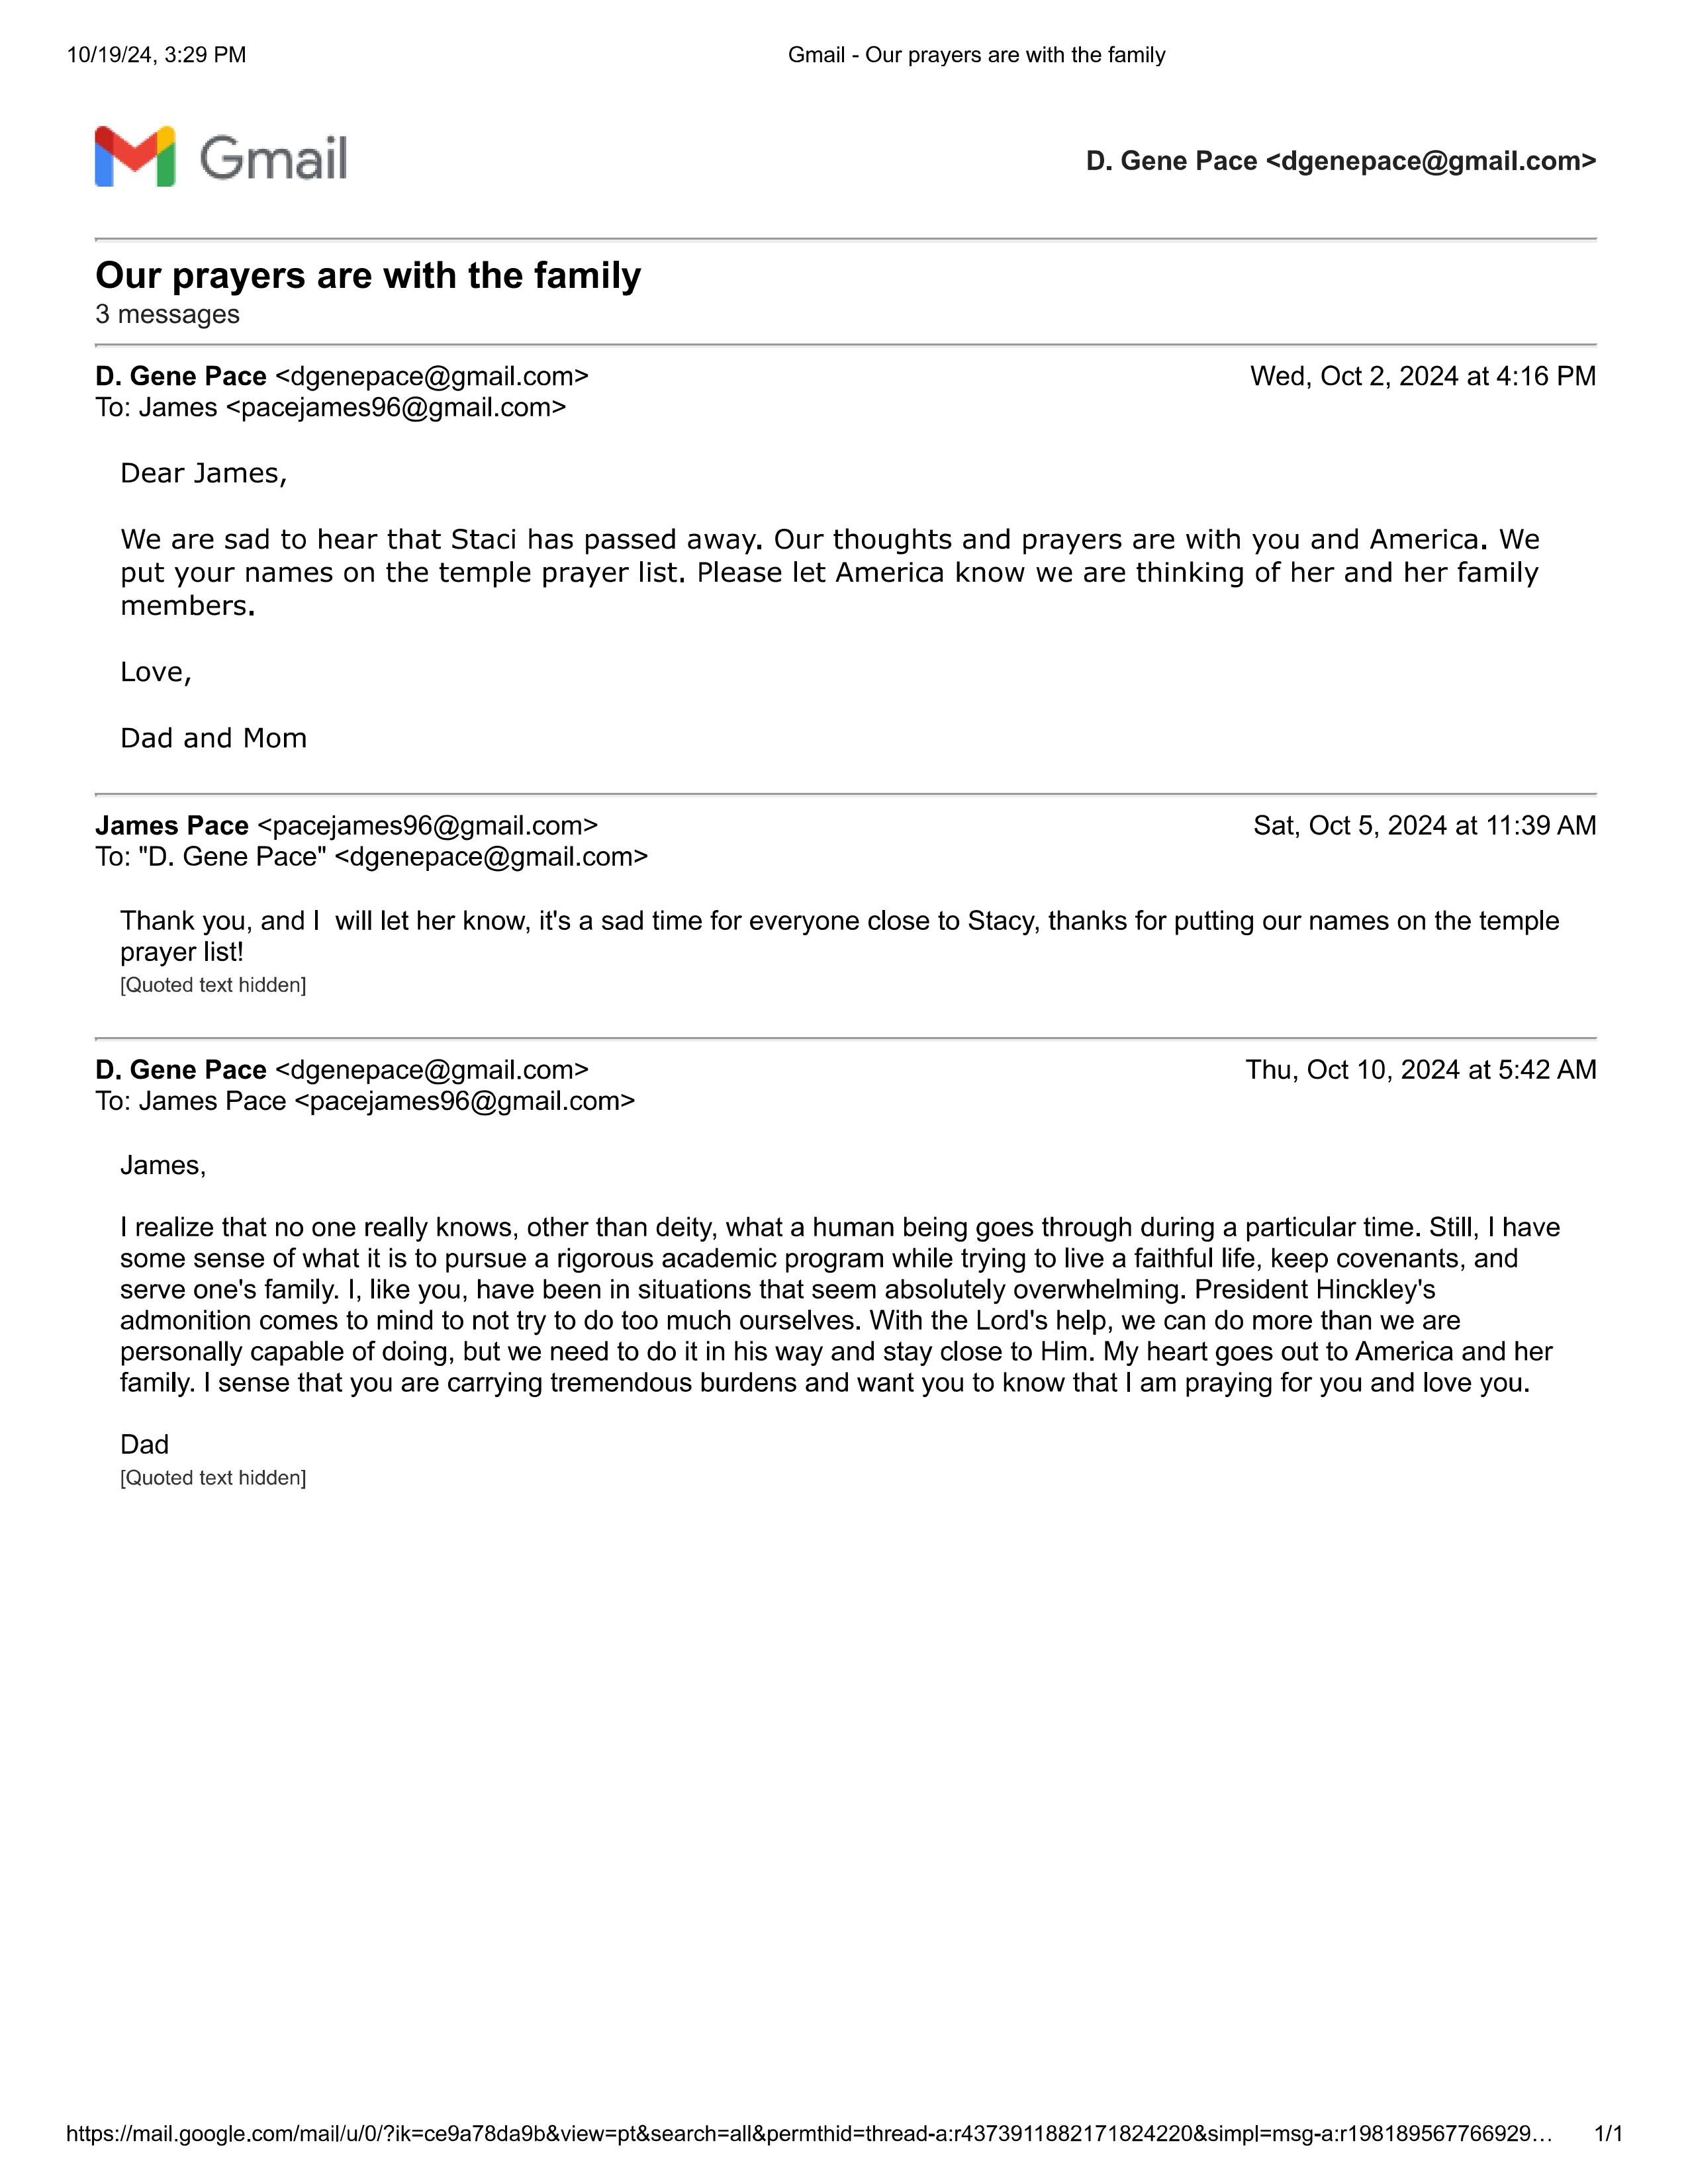 10/19/24, 3:29 PM
Gmail - Our prayers are with the family
Gmail
D. Gene Pace <dgenepace@gmail.com>
Our prayers are with the family
3 messages
D. Gene Pace <dgenepace@gmail.com>
Wed, Oct 2, 2024 at 4:16 PM
To: James <pacejames96@gmail.com>
Dear James,
We are sad to hear that Staci has passed away. Our thoughts and prayers are with you and America. We
put your names on the temple prayer list. Please let America know we are thinking of her and her family
members.
Love,
Dad and Mom
James Pace <pacejames96@gmail.com>
Sat, Oct 5, 2024 at 11:39 AM
To: "D. Gene Pace" <dgenepace@gmail.com>
Thank you, and I  will let her know, it's a sad time for everyone close to Stacy, thanks for putting our names on the temple
prayer list!
[Quoted text hidden]
D. Gene Pace <dgenepace@gmail.com>
Thu, Oct 10, 2024 at 5:42 AM
To: James Pace <pacejames96@gmail.com>
James,
I realize that no one really knows, other than deity, what a human being goes through during a particular time. Still, I have
some sense of what it is to pursue a rigorous academic program while trying to live a faithful life, keep covenants, and
serve one's family. I, like you, have been in situations that seem absolutely overwhelming. President Hinckley's
admonition comes to mind to not try to do too much ourselves. With the Lord's help, we can do more than we are
personally capable of doing, but we need to do it in his way and stay close to Him. My heart goes out to America and her
family. I sense that you are carrying tremendous burdens and want you to know that I am praying for you and love you.
Dad
[Quoted text hidden]
https://mail.google.com/mail/u/0/?ik=ce9a78da9b&view=pt&search=all&permthid=thread-a:r4373911882171824220&simpl=msg-a:r198189567766929…
1/1